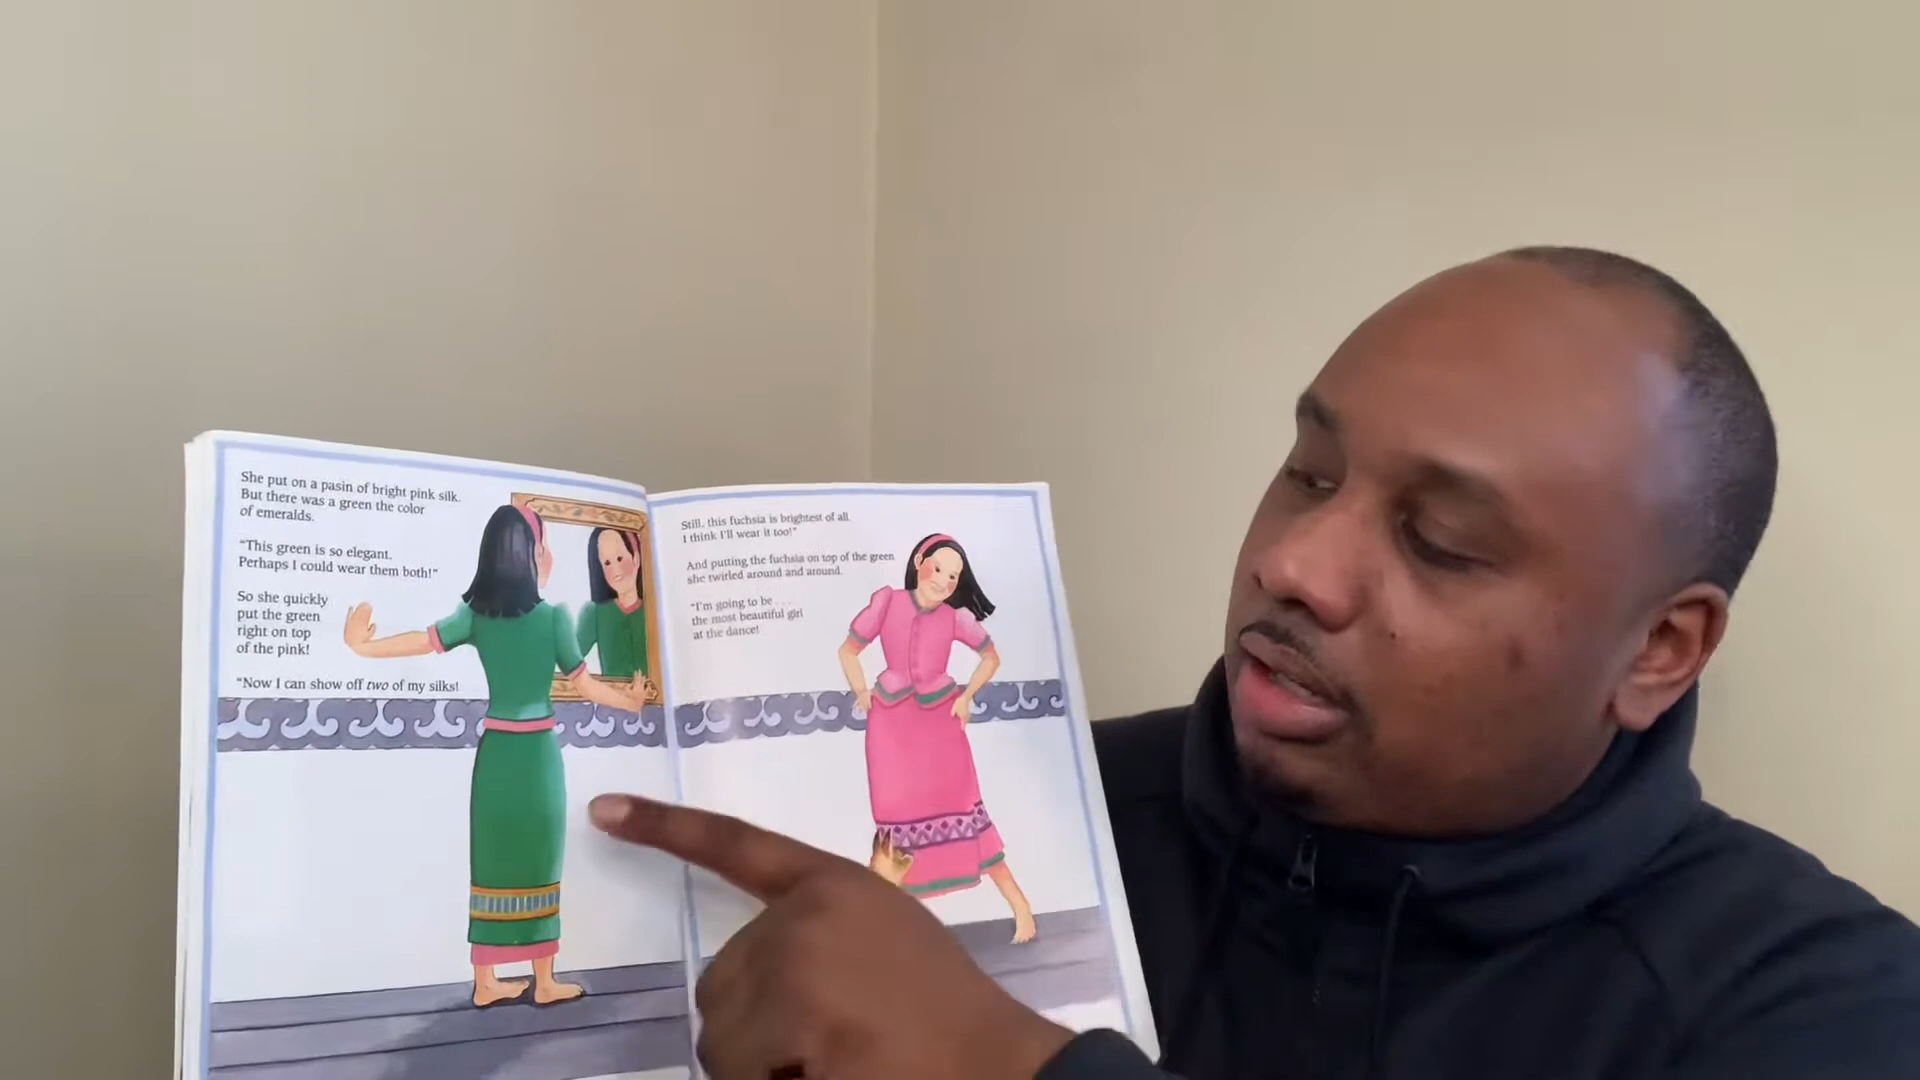 She put on a pasin of bright pink silk.
But there was a green the color
of emeralds.
“This green is so elegant.
Perhaps I could wear them both!”
So she quickly
put the green
right on top
of the pink!
“Now I can show off two of my silks!
Still, this fuchsia is brightest of all.
I think I'll wear it too!”
And putting the fuchsia on top of the green
she twirled around and around.
“I'm going to be . . .
the most beautiful girl
at the dance!